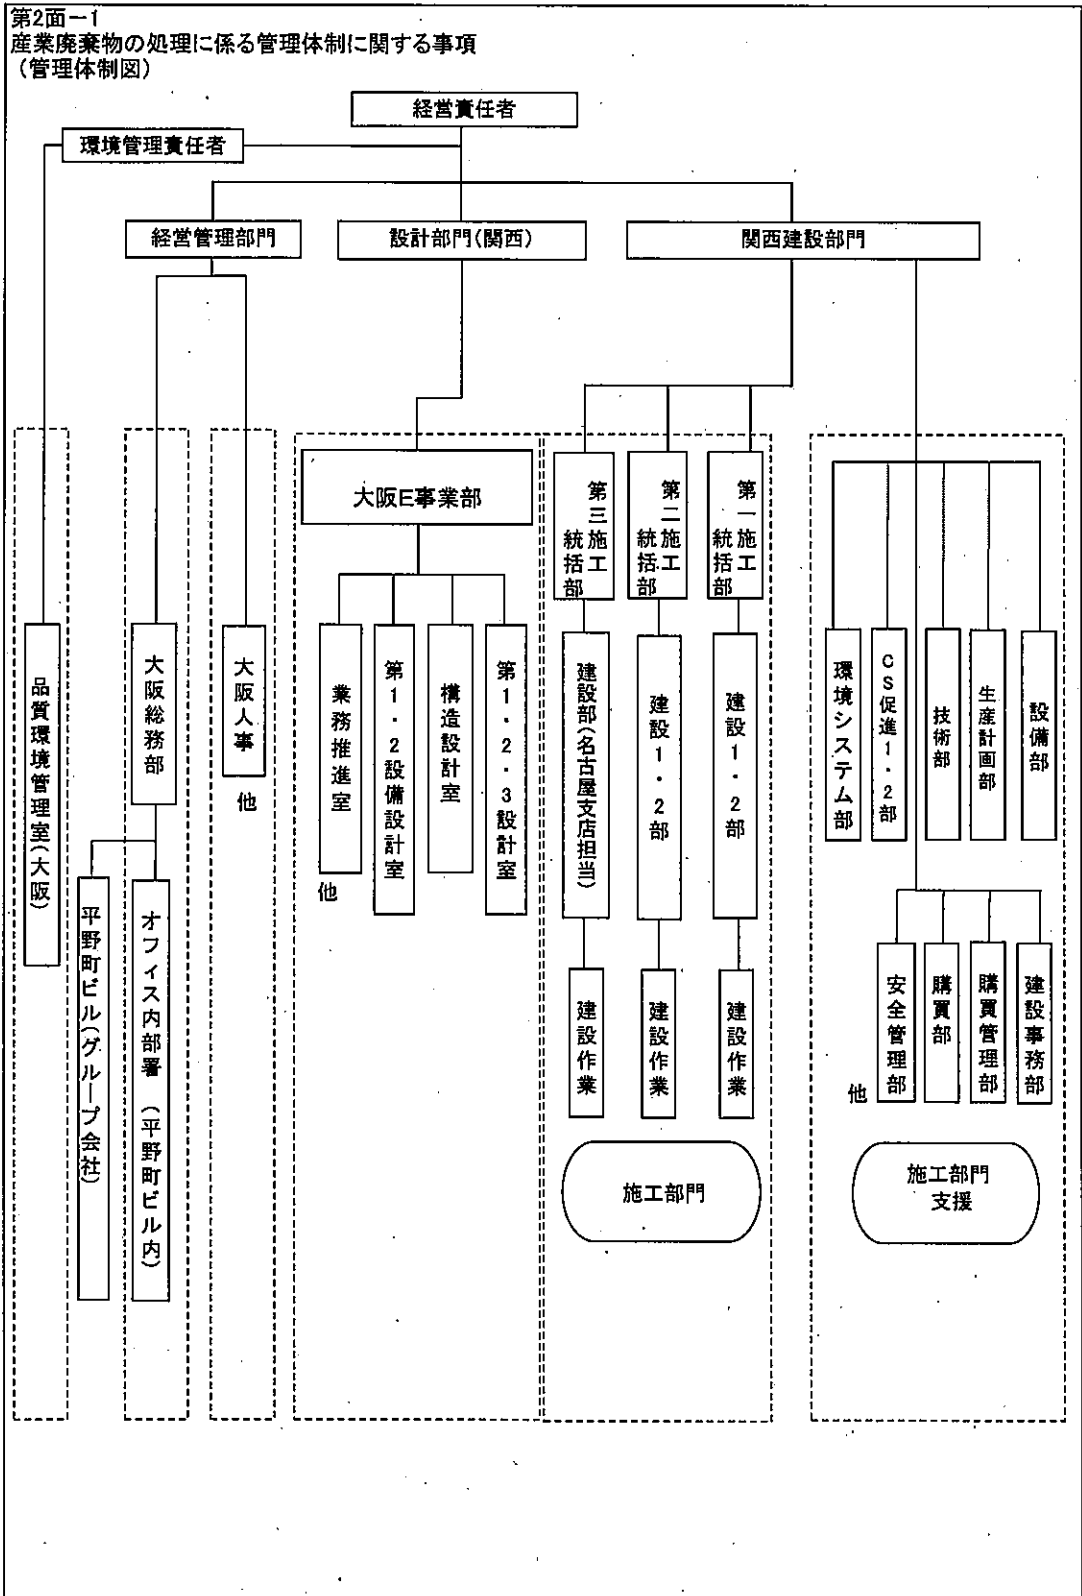 第2面－1
産業廃棄物の処理に係る管理体制に関する事項
（管理体制図）
経営責任者
環境管理責任者
経営管理部門
設計部門(関西)
関西建設部門
大阪E事業部
第三施工
統括部
第二施工
統括部
第一施工
統括部
品質環境管理室(大阪)
大阪総務部
大阪人事
他
業務推進室
第1・2設備設計室
構造設計室
第1・2・3設計室
他
建設部(名古屋支店担当)
建設1・2部
建設1・2部
環境システム部
CS促進1・2部
技術部
生産計画部
設備部
平野町ビル(グループ会社)
オフィス内部署 (平野町ビル内)
建設作業
建設作業
建設作業
他
安全管理部
購買部
購買管理部
建設事務部
施工部門
施工部門
支援